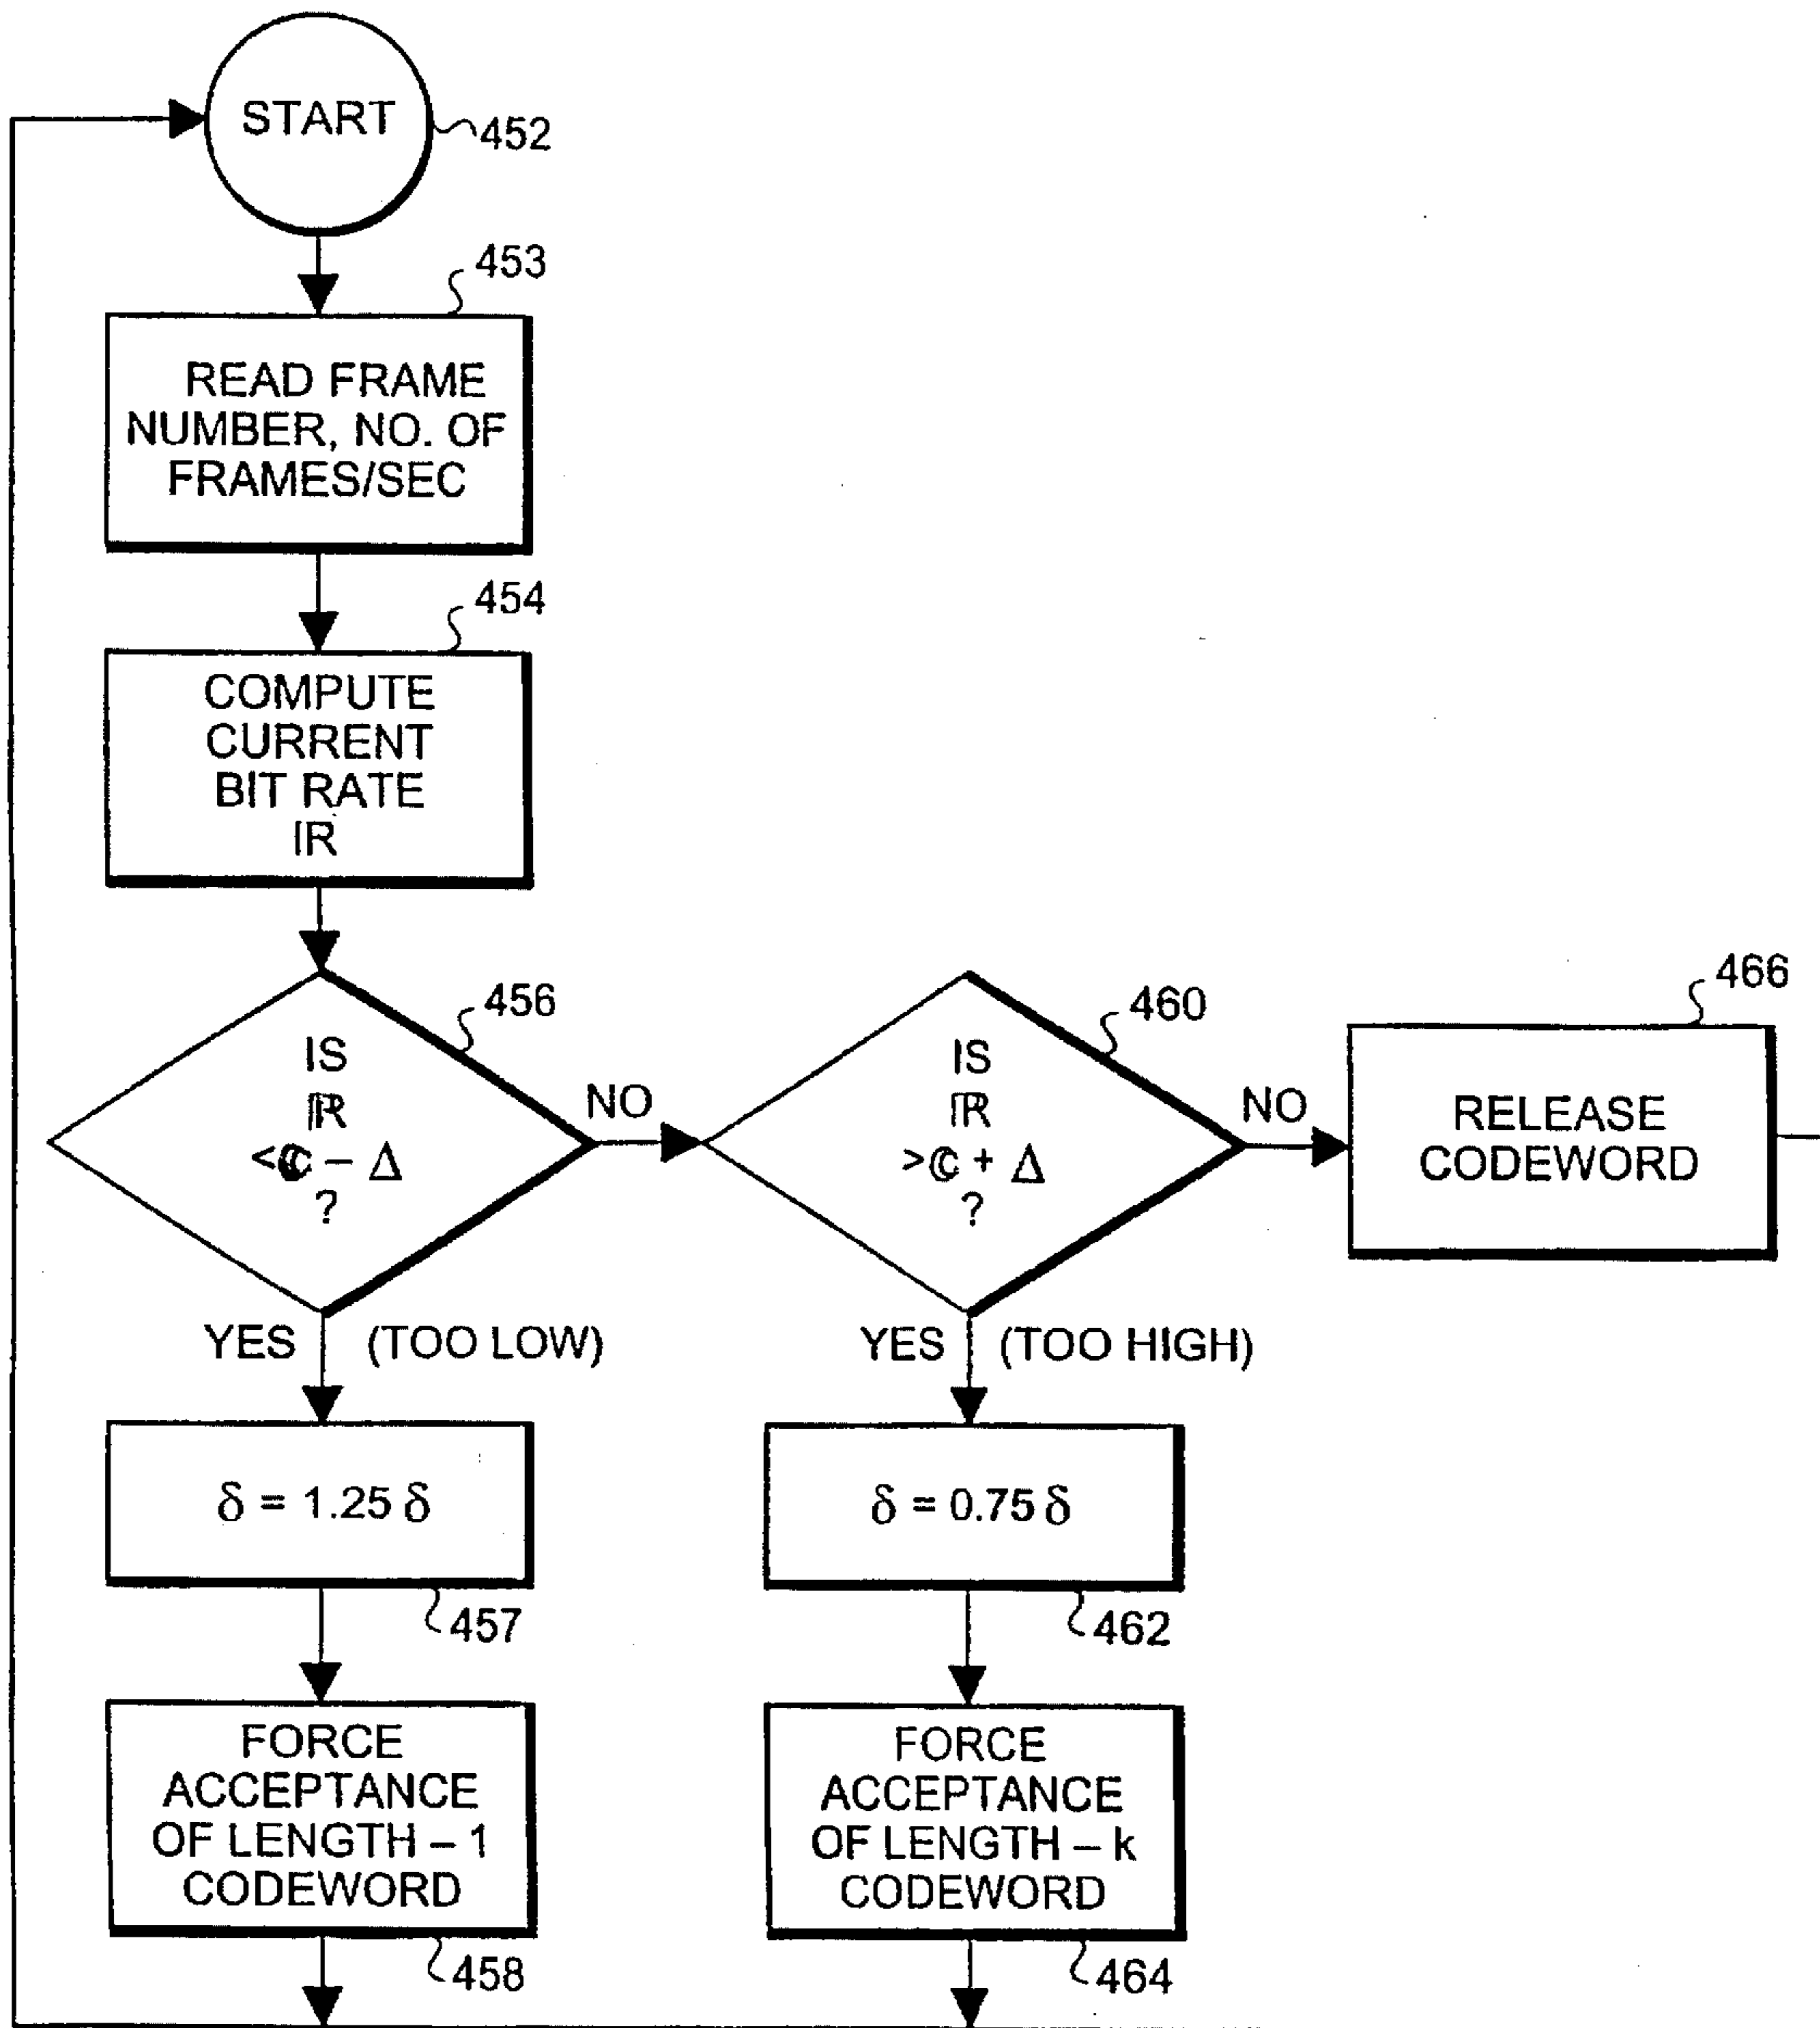 START
452
453
READ FRAME
NUMBER, NO. OF
FRAMES/SEC
454
COMPUTE
CURRENT
BIT RATE
IR
456
IS
ℝ
<ℂ – Δ
?
NO
460
IS
ℝ
>ℂ + Δ
?
NO
466
RELEASE
CODEWORD
YES (TOO LOW)
YES (TOO HIGH)
δ = 1.25 δ
457
δ = 0.75 δ
462
FORCE
ACCEPTANCE
OF LENGTH – 1
CODEWORD
458
FORCE
ACCEPTANCE
OF LENGTH – k
CODEWORD
464